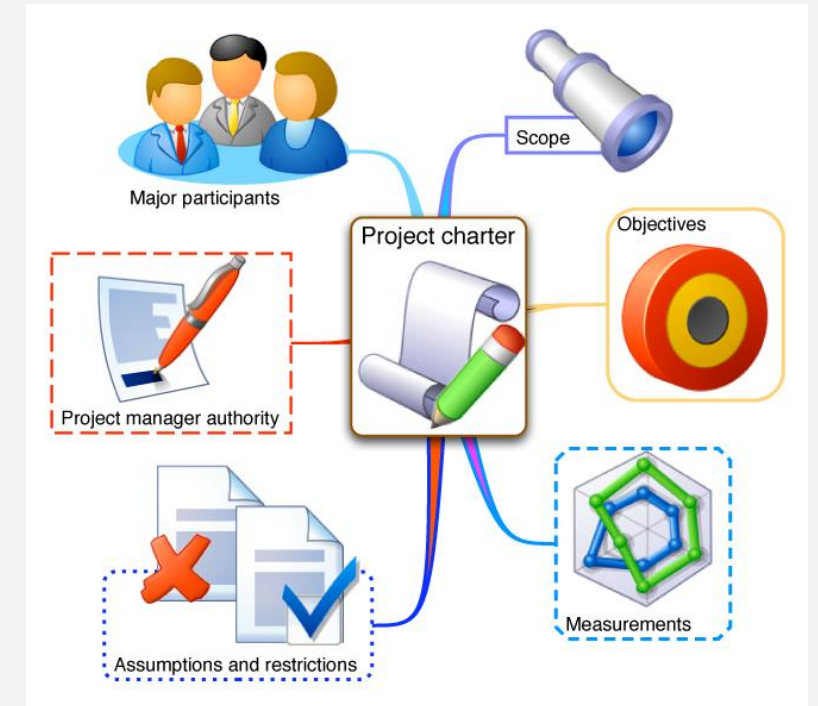 Major participants
Scope
Project charter
Objectives
Project manager authority
Measurements
Assumptions and restrictions